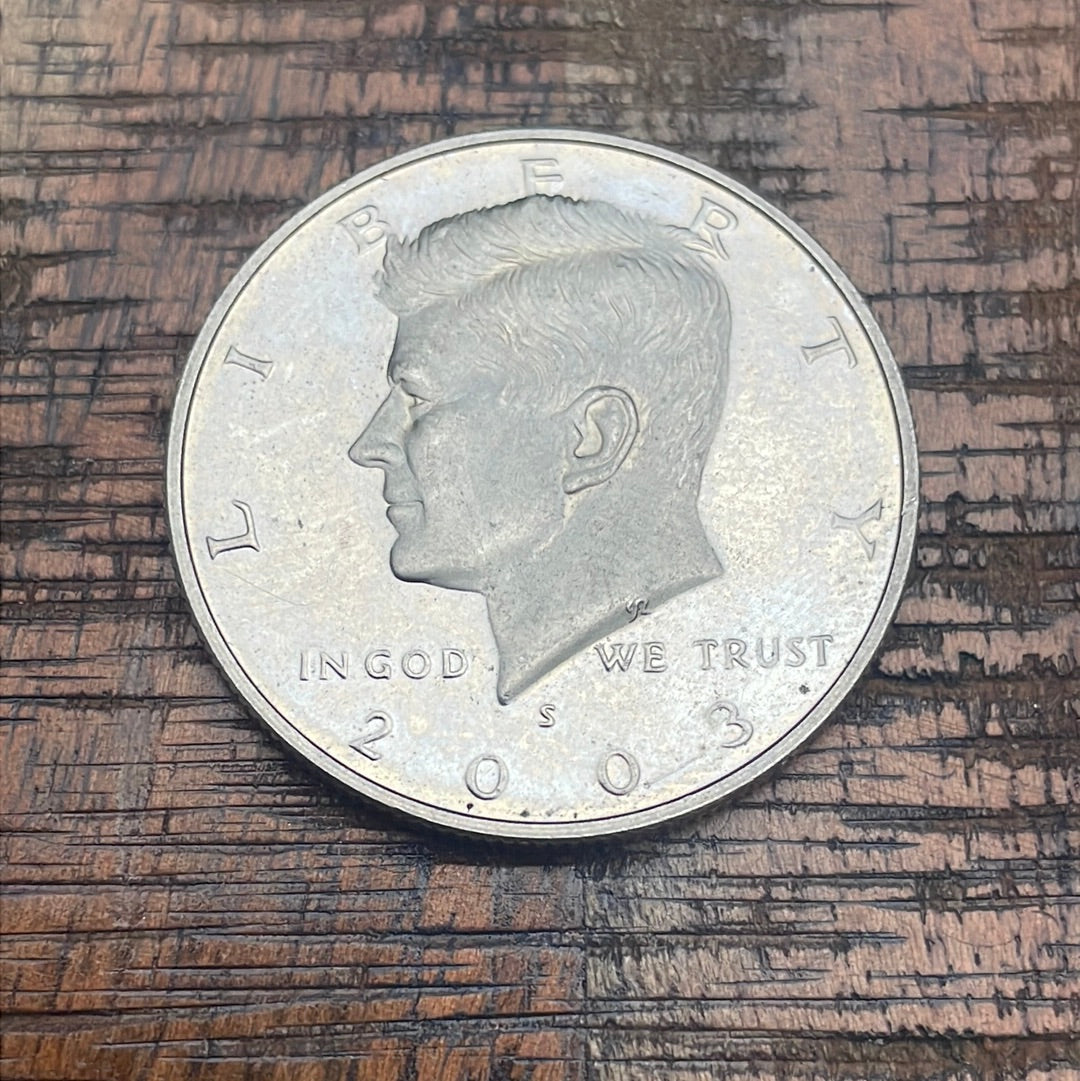 LIBERTY
IN GOD WE TRUST
S
2003